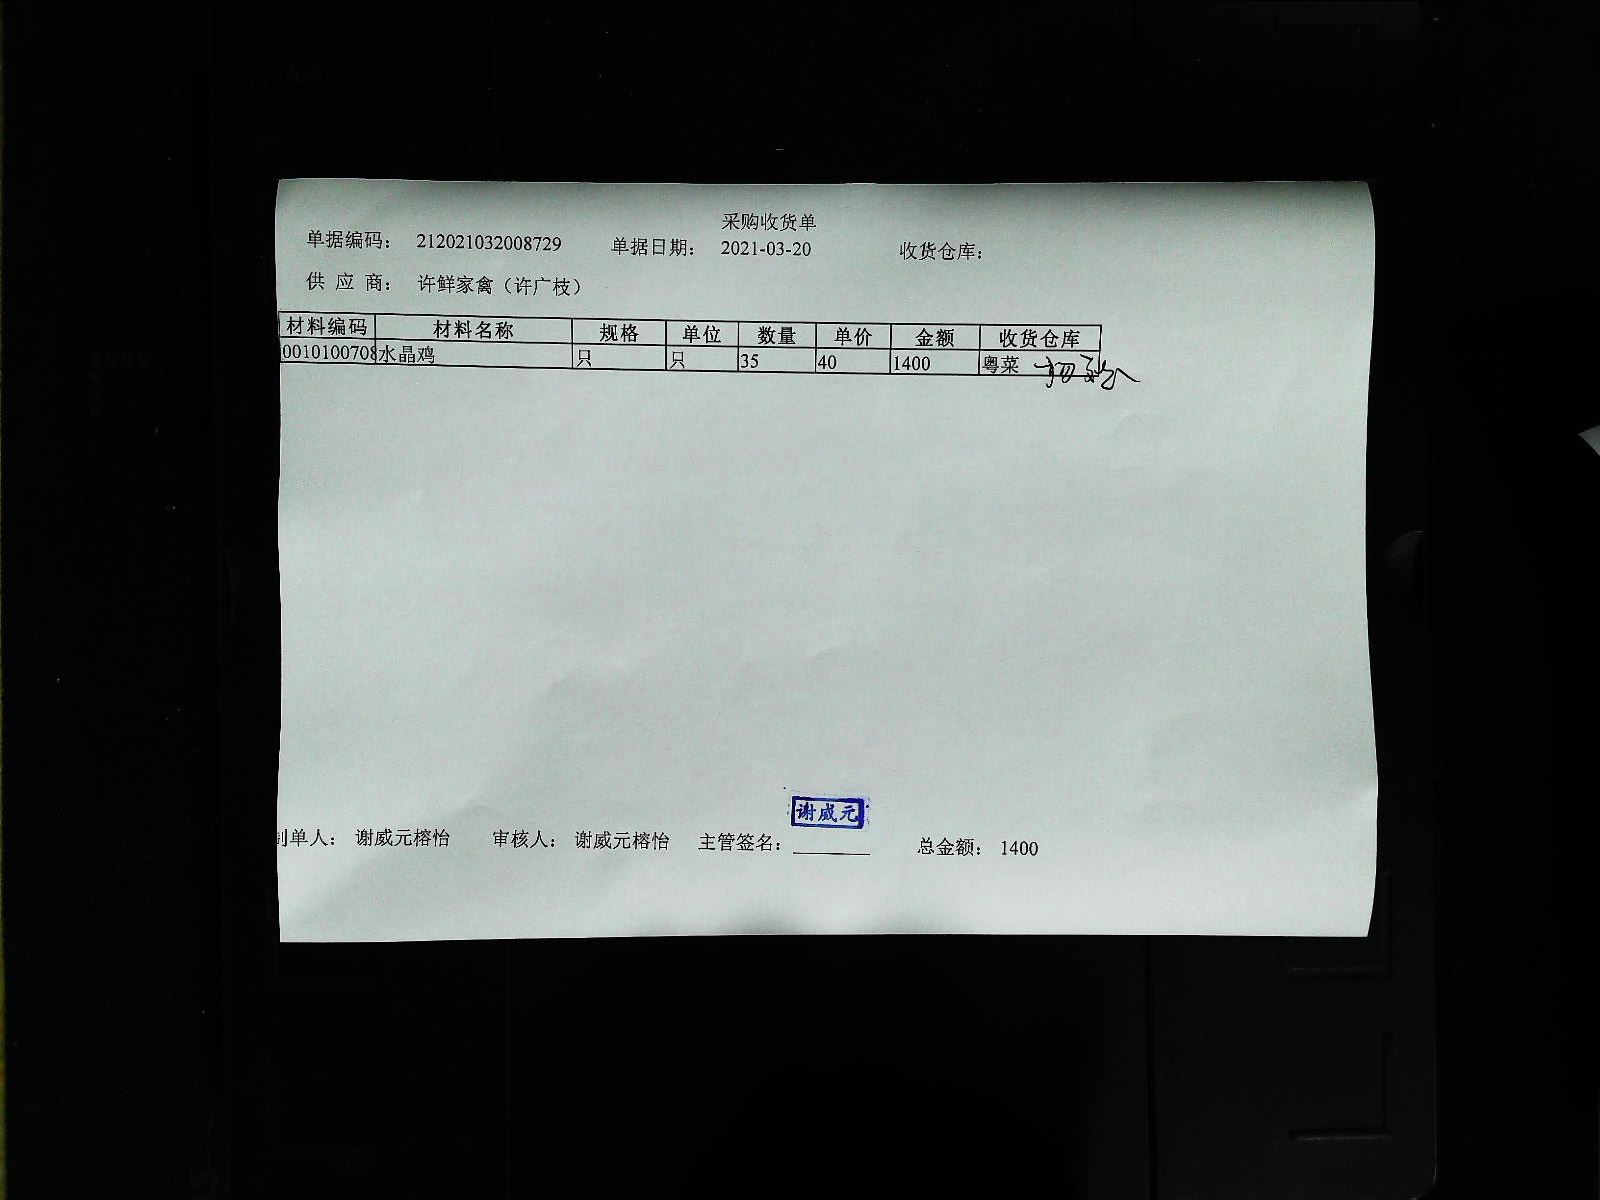 采购收货单
单据编码： 212021032008729 单据日期： 2021-03-20 收货仓库：
供 应 商： 许鲜家禽（许广枝）
材料编码 材料名称 规格 单位 数量 单价 金额 收货仓库
0010100708 水晶鸡 只 只 35 40 1400 粤菜
谢威元
制单人： 谢威元榕怡 审核人： 谢威元榕怡 主管签名： 总金额： 1400